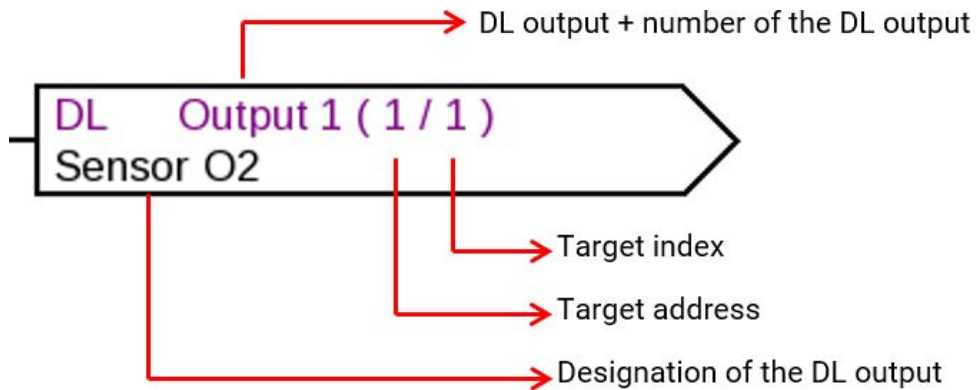 DL output + number of the DL output
DL Output 1 ( 1 / 1 )
Sensor O2
Target index
Target address
Designation of the DL output